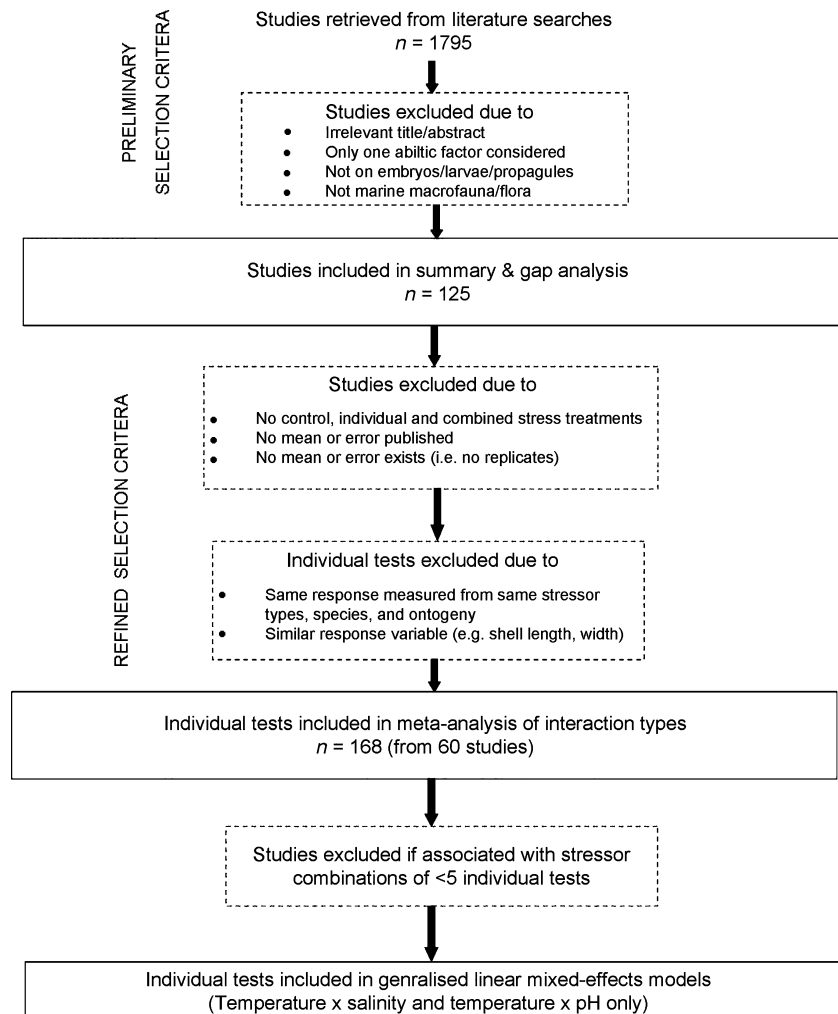 Studies retrieved from literature searches
n = 1795
PRELIMINARY
SELECTION CRITERA
Studies excluded due to
• Irrelevant title/abstract
• Only one abiltic factor considered
• Not on embryos/larvae/propagules
• Not marine macrofauna/flora
Studies included in summary & gap analysis
n = 125
REFINED SELECTION CRITERA
Studies excluded due to
• No control, individual and combined stress treatments
• No mean or error published
• No mean or error exists (i.e. no replicates)
Individual tests excluded due to
• Same response measured from same stressor
types, species, and ontogeny
• Similar response variable (e.g. shell length, width)
Individual tests included in meta-analysis of interaction types
n = 168 (from 60 studies)
Studies excluded if associated with stressor
combinations of <5 individual tests
Individual tests included in genralised linear mixed-effects models
(Temperature x salinity and temperature x pH only)